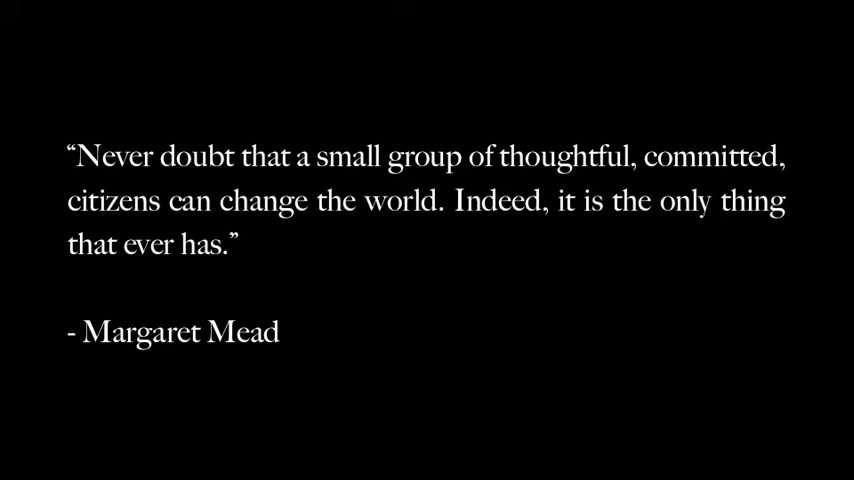 “Never doubt that a small group of thoughtful, committed,
citizens can change the world. Indeed, it is the only thing
that ever has.”
- Margaret Mead